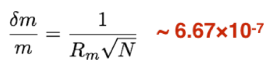 δm/m = 1/(R_m√N) ~ 6.67×10⁻⁷